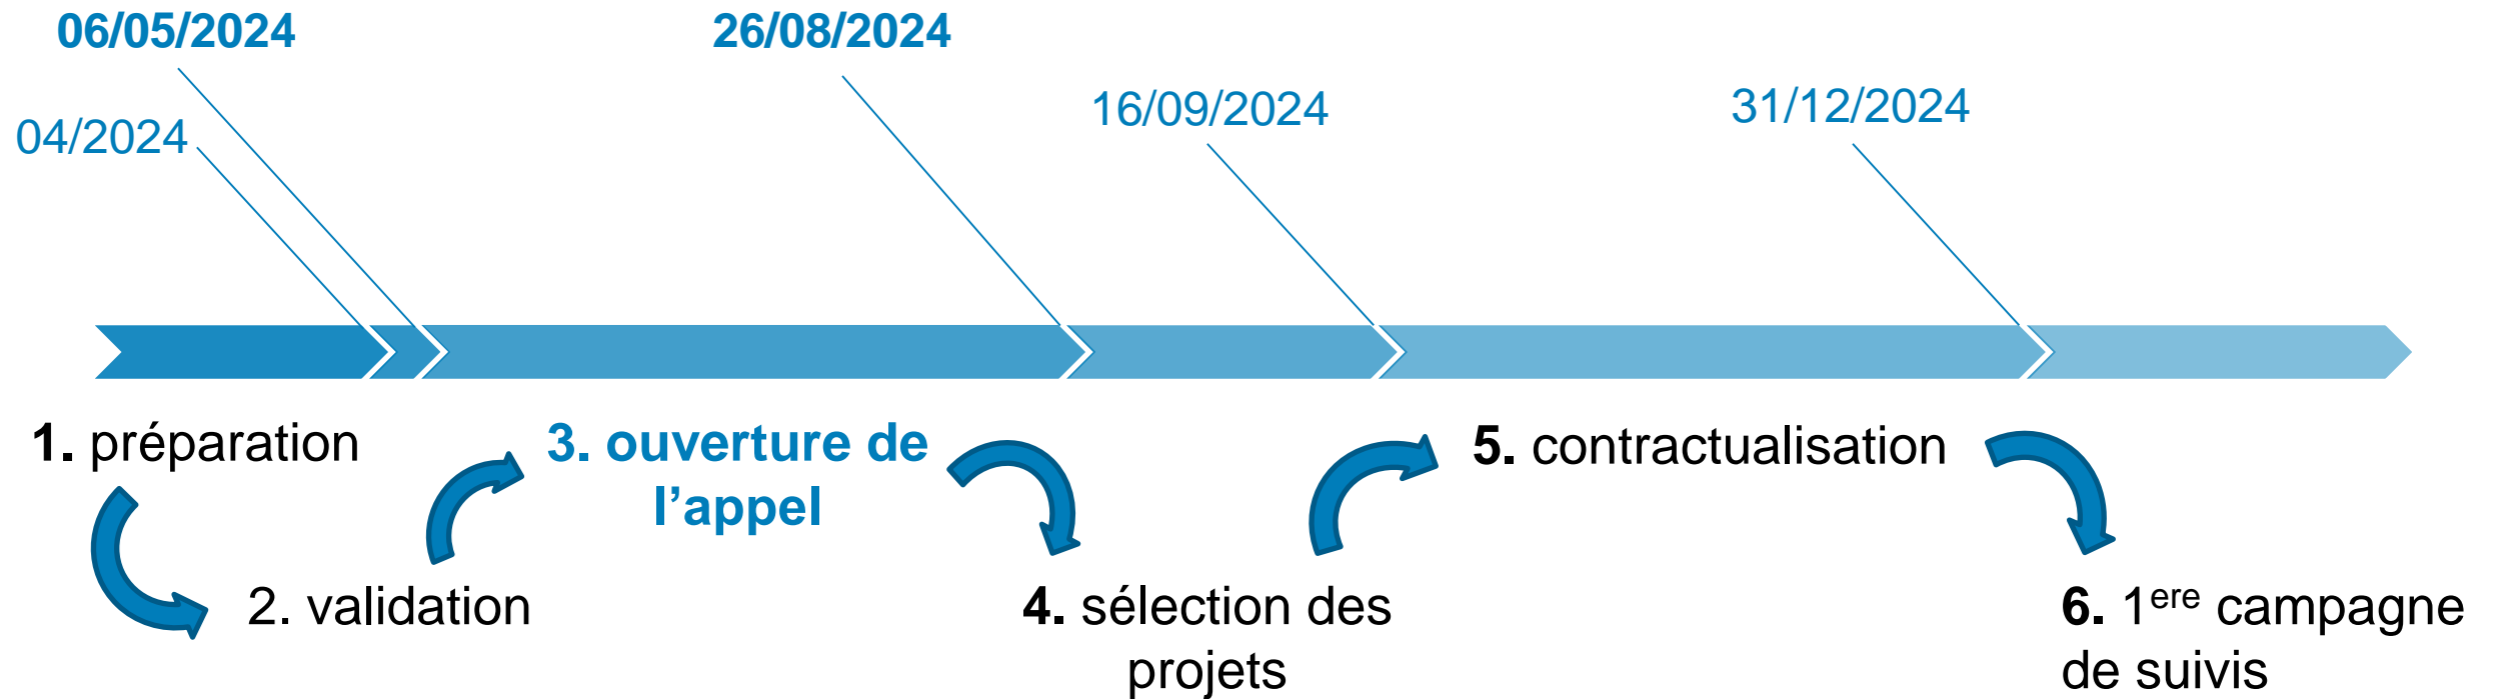 06/05/2024
26/08/2024
04/2024
16/09/2024
31/12/2024
1. préparation
3. ouverture de
l’appel
5. contractualisation
2. validation
4. sélection des
projets
6. 1ere campagne
de suivis